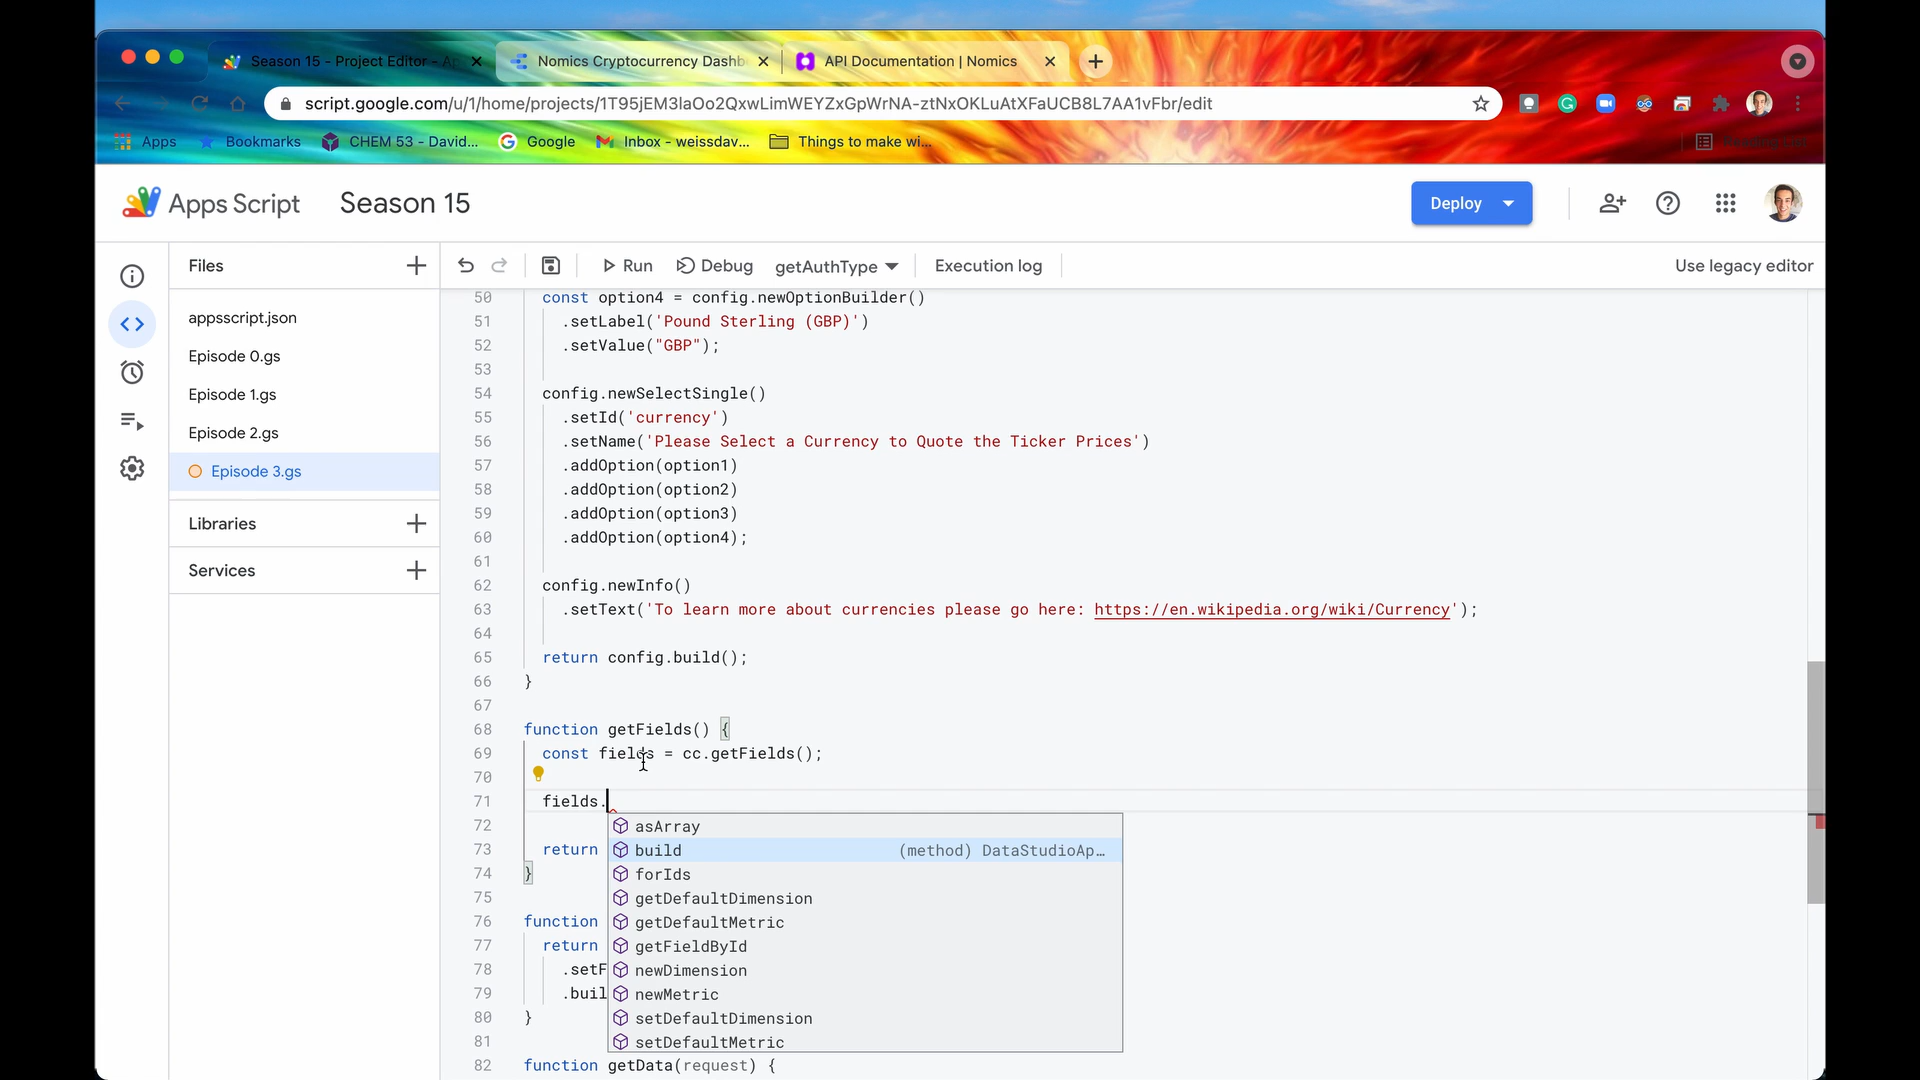 Season 15 - Project Editor - Ap
Nomics Cryptocurrency Dashb
API Documentation | Nomics
script.google.com/u/1/home/projects/1T95jEM3laOo2QxwLimWEYZxGpWrNA-ztNxOKLuAtXFaUCB8L7AA1vFbr/edit
Apps
Bookmarks
CHEM 53 - David...
Google
Inbox - weissdav...
Things to make wi...
Reading List
Apps Script
Season 15
Deploy
Files
Run
Debug
getAuthType
Execution log
Use legacy editor
appsscript.json
Episode 0.gs
Episode 1.gs
Episode 2.gs
Episode 3.gs
Libraries
Services
50 const option4 = config.newOptionBuilder()
51 .setLabel('Pound Sterling (GBP)')
52 .setValue("GBP");
53
54 config.newSelectSingle()
55 .setId('currency')
56 .setName('Please Select a Currency to Quote the Ticker Prices')
57 .addOption(option1)
58 .addOption(option2)
59 .addOption(option3)
60 .addOption(option4);
61
62 config.newInfo()
63 .setText('To learn more about currencies please go here: https://en.wikipedia.org/wiki/Currency');
64
65 return config.build();
66 }
67
68 function getFields() {
69 const fields = cc.getFields();
70
71 fields.
72
73 return
74 }
75
76 function
77 return
78 .setF
79 .buil
80 }
81
82 function getData(request) {
asArray
build (method) DataStudioAp...
forIds
getDefaultDimension
getDefaultMetric
getFieldById
newDimension
newMetric
setDefaultDimension
setDefaultMetric